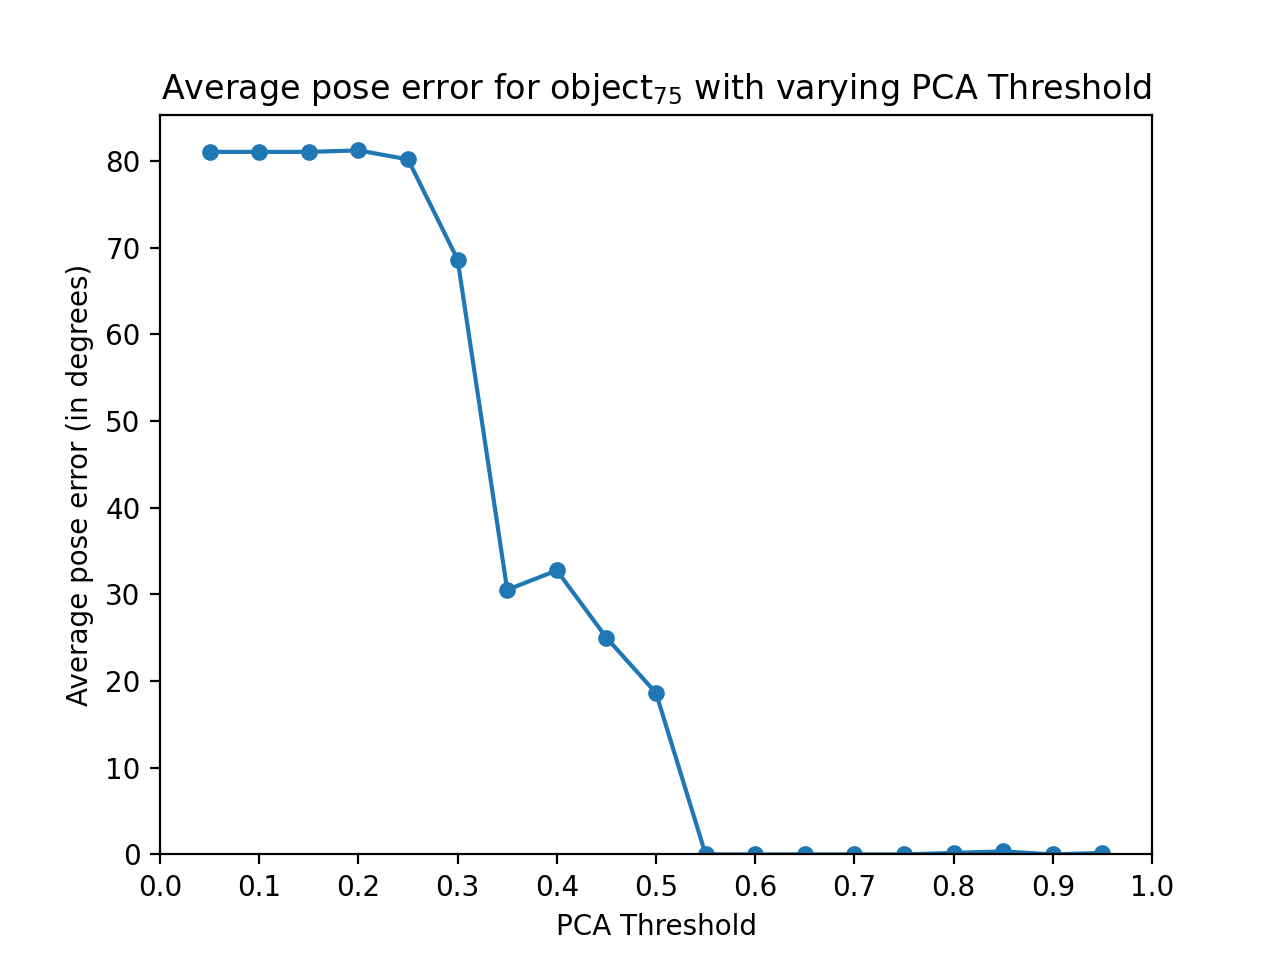 Average pose error for object₇₅ with varying PCA Threshold
80
70
60
50
40
30
20
10
0
Average pose error (in degrees)
0.0 0.1 0.2 0.3 0.4 0.5 0.6 0.7 0.8 0.9 1.0
PCA Threshold